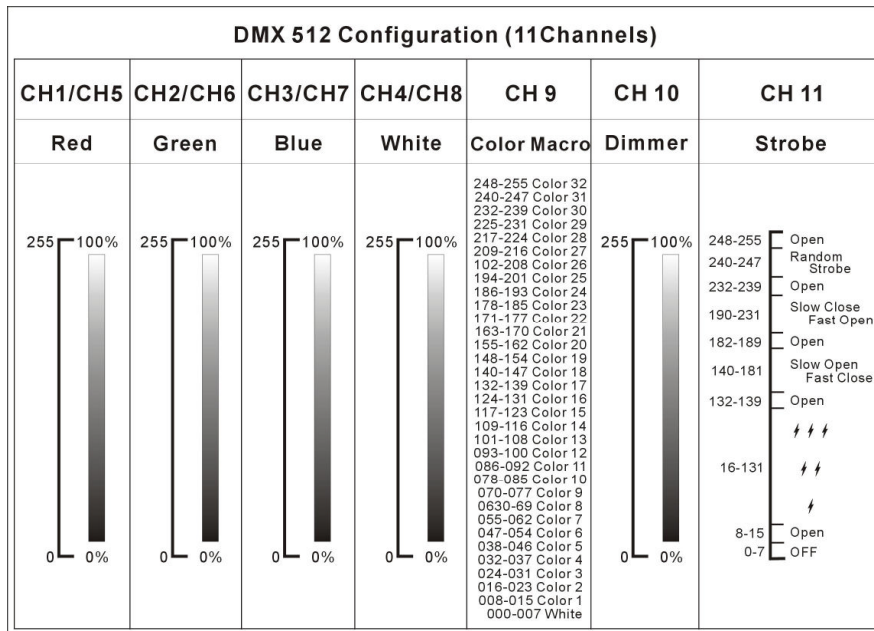 DMX 512 Configuration (11Channels)
CH1/CH5 CH2/CH6 CH3/CH7 CH4/CH8 CH 9 CH 10 CH 11
Red Green Blue White Color Macro Dimmer Strobe
255 100%
0 0%
255 100%
0 0%
255 100%
0 0%
255 100%
0 0%
248-255 Color 32
240-247 Color 31
232-239 Color 30
225-231 Color 29
217-224 Color 28
209-216 Color 27
102-208 Color 26
194-201 Color 25
186-193 Color 24
178-185 Color 23
171-177 Color 22
163-170 Color 21
155-162 Color 20
148-154 Color 19
140-147 Color 18
132-139 Color 17
124-131 Color 16
117-123 Color 15
109-116 Color 14
101-108 Color 13
093-100 Color 12
086-092 Color 11
078-085 Color 10
070-077 Color 9
0630-69 Color 8
055-062 Color 7
047-054 Color 6
038-046 Color 5
032-037 Color 4
024-031 Color 3
016-023 Color 2
008-015 Color 1
000-007 White
255 100%
0 0%
248-255 Open
240-247 Random
Strobe
232-239 Open
190-231 Slow Close
Fast Open
182-189 Open
140-181 Slow Open
Fast Close
132-139 Open
16-131
8-15 Open
0-7 OFF